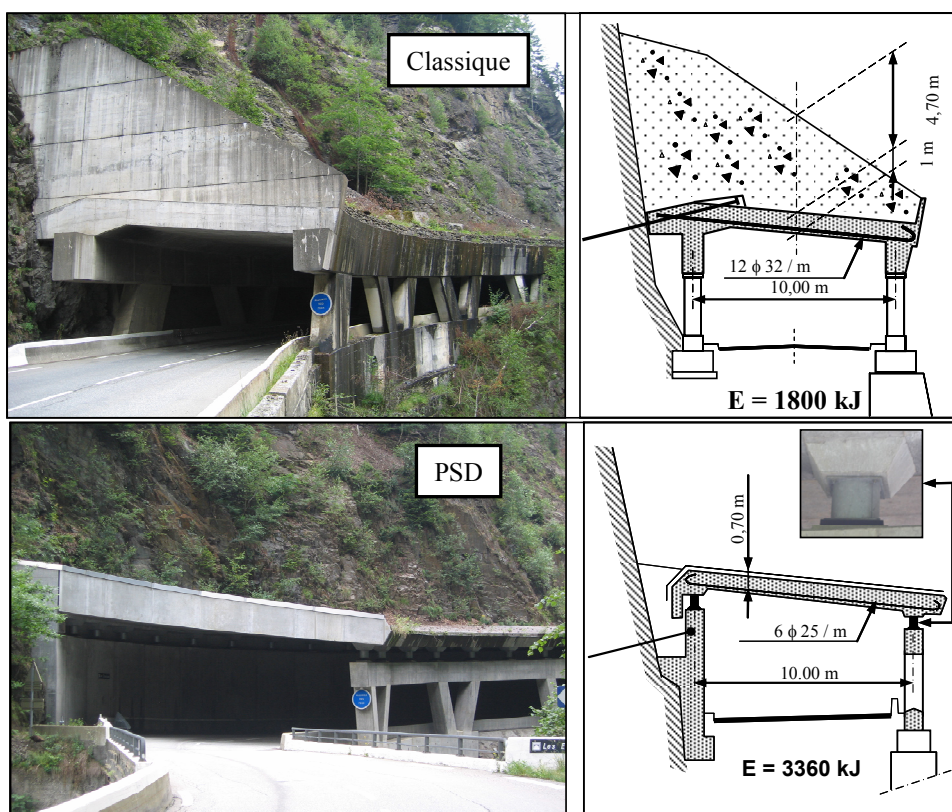 Classique
4,70 m
1 m
12 ϕ 32 / m
10,00 m
E = 1800 kJ
PSD
0,70 m
6 ϕ 25 / m
10.00 m
E = 3360 kJ